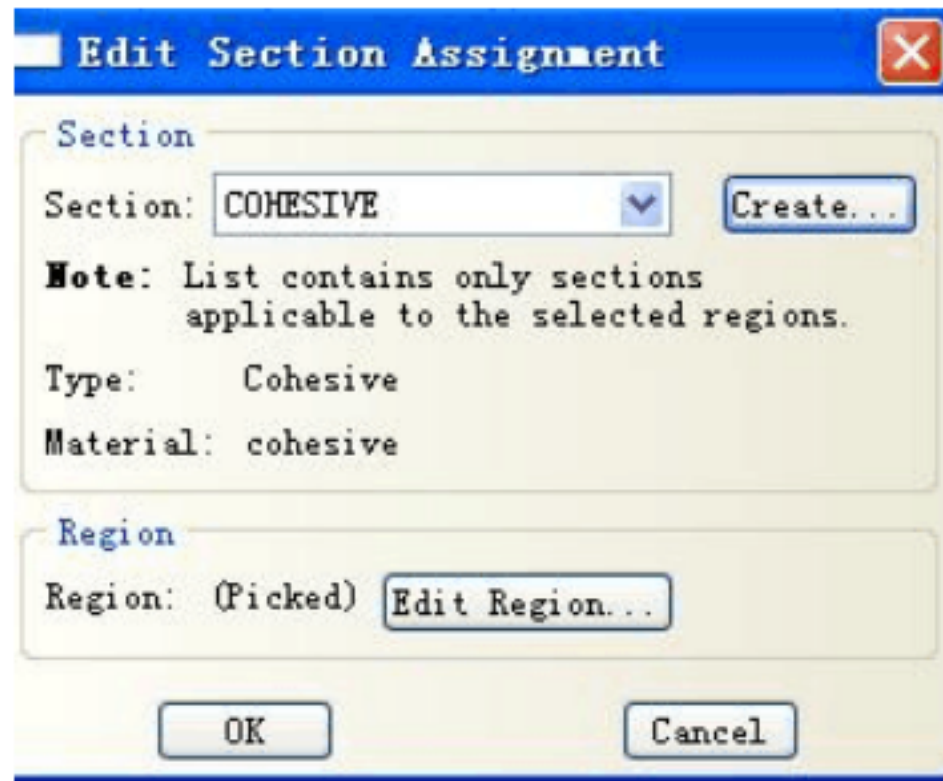 Edit Section Assignment
Section
Section: COHESIVE Create...
Note: List contains only sections
applicable to the selected regions.
Type: Cohesive
Material: cohesive
Region
Region: (Picked) Edit Region...
OK Cancel